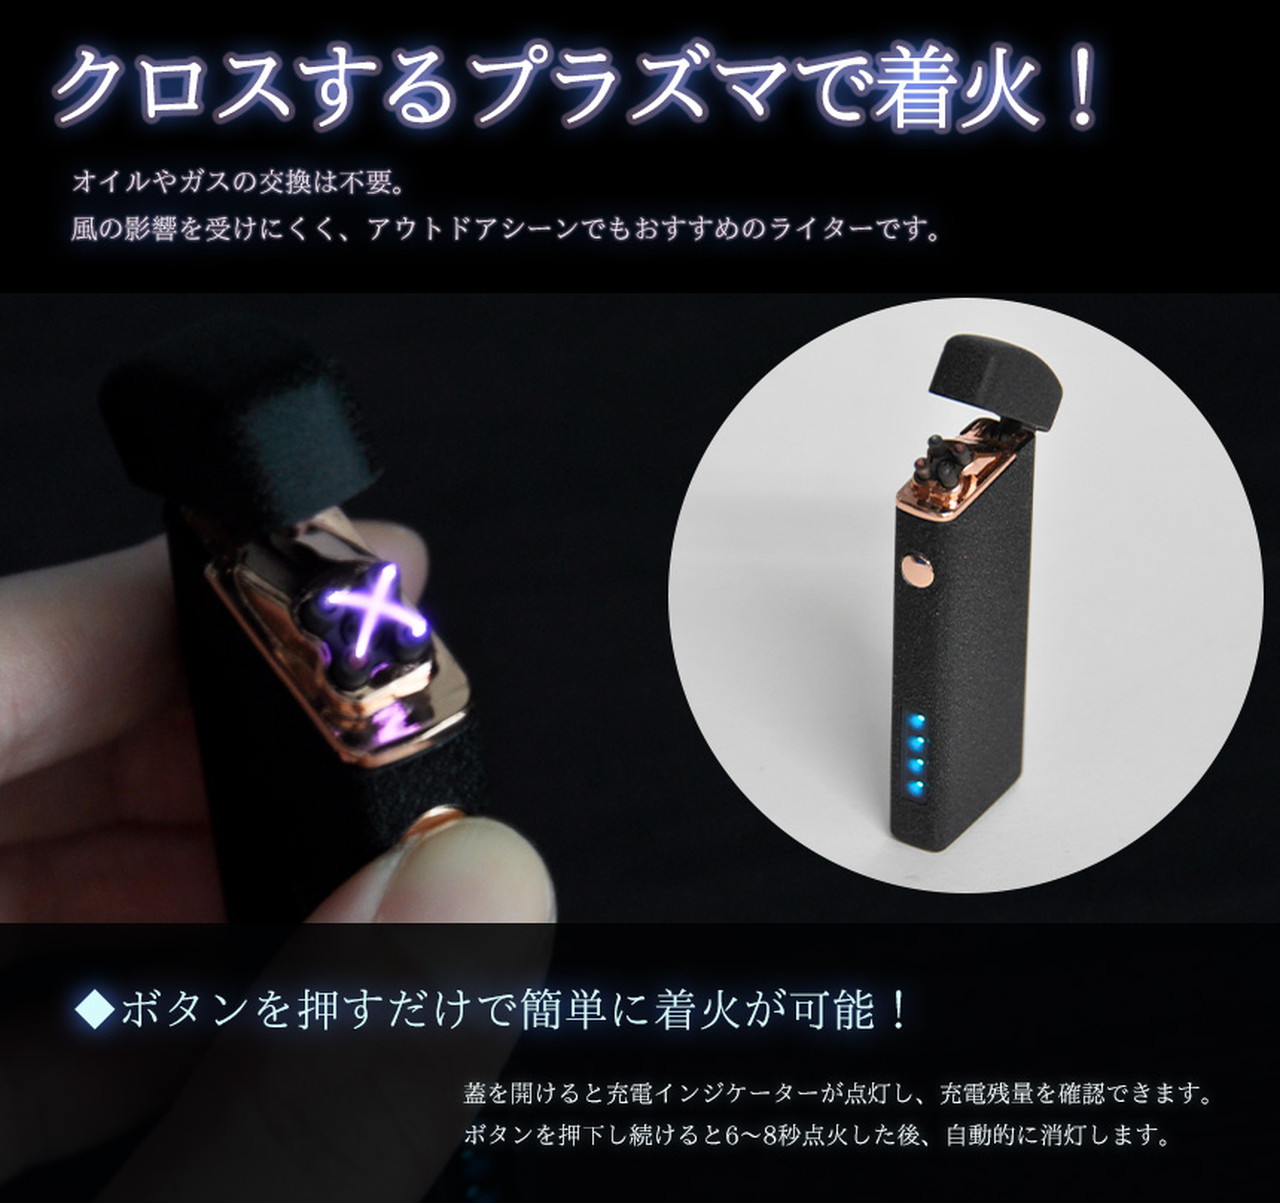 クロスするプラズマで着火！
オイルやガスの交換は不要。
風の影響を受けにくく、アウトドアシーンでもおすすめのライターです。
◆ボタンを押すだけで簡単に着火が可能！
蓋を開けると充電インジケーターが点灯し、充電残量を確認できます。
ボタンを押下し続けると6〜8秒点火した後、自動的に消灯します。